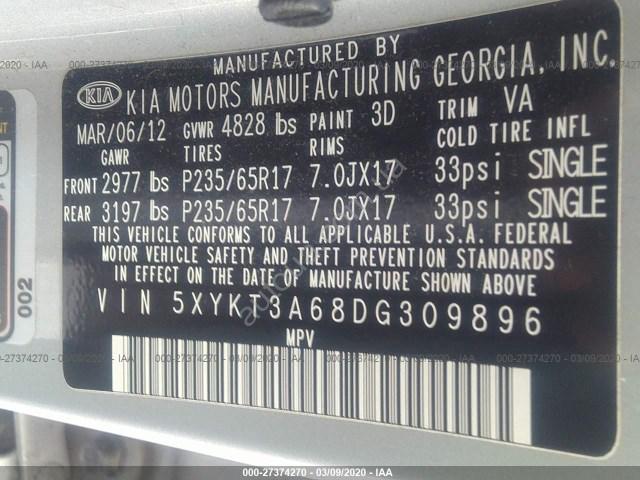 MANUFACTURED BY
KIA KIA MOTORS MANUFACTURING GEORGIA, INC.
MAR/06/12 GVWR 4828 lbs PAINT 3D TRIM VA
GAWR TIRES RIMS COLD TIRE INFL
FRONT 2977 lbs P235/65R17 7.0JX17 33psi SINGLE
REAR 3197 lbs P235/65R17 7.0JX17 33psi SINGLE
THIS VEHICLE CONFORMS TO ALL APPLICABLE U.S.A. FEDERAL
MOTOR VEHICLE SAFETY AND THEFT PREVENTION STANDARDS
IN EFFECT ON THE DATE OF MANUFACTURE SHOWN ABOVE
VIN 5XYKT3A68DG309896
MPV
002
000-27374270 | 03/09/2020 - IAA